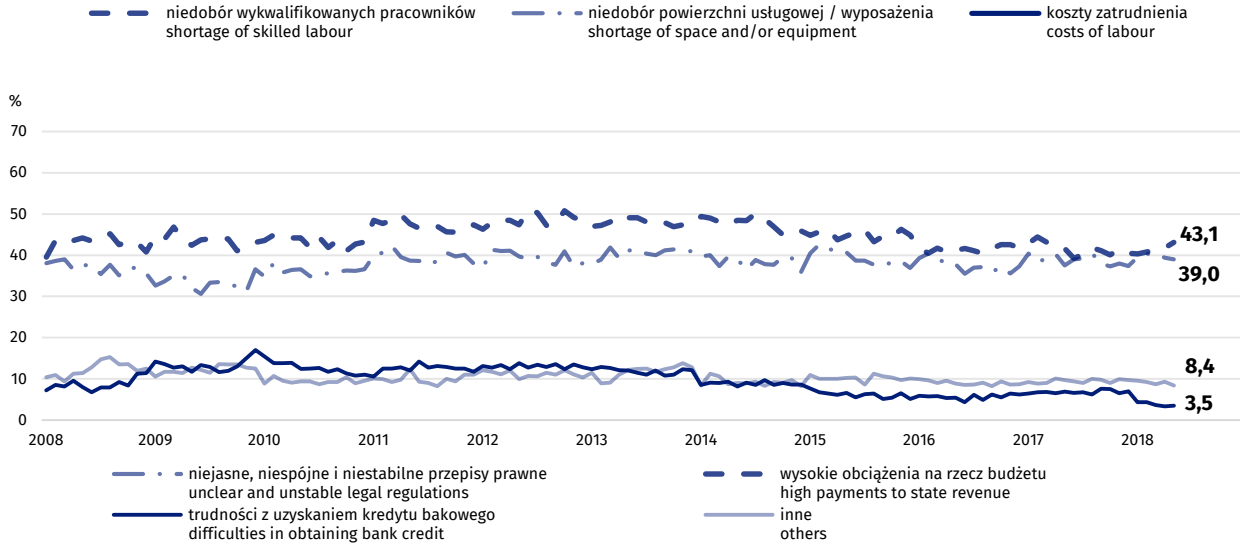 niedobór wykwalifikowanych pracowników
shortage of skilled labour
niedobór powierzchni usługowej / wyposażenia
shortage of space and/or equipment
koszty zatrudnienia
costs of labour
%
70
60
50
40
30
20
10
0
43,1
39,0
8,4
3,5
2008 2009 2010 2011 2012 2013 2014 2015 2016 2017 2018
niejasne, niespójne i niestabilne przepisy prawne
unclear and unstable legal regulations
wysokie obciążenia na rzecz budżetu
high payments to state revenue
trudności z uzyskaniem kredytu bakowego
difficulties in obtaining bank credit
inne
others